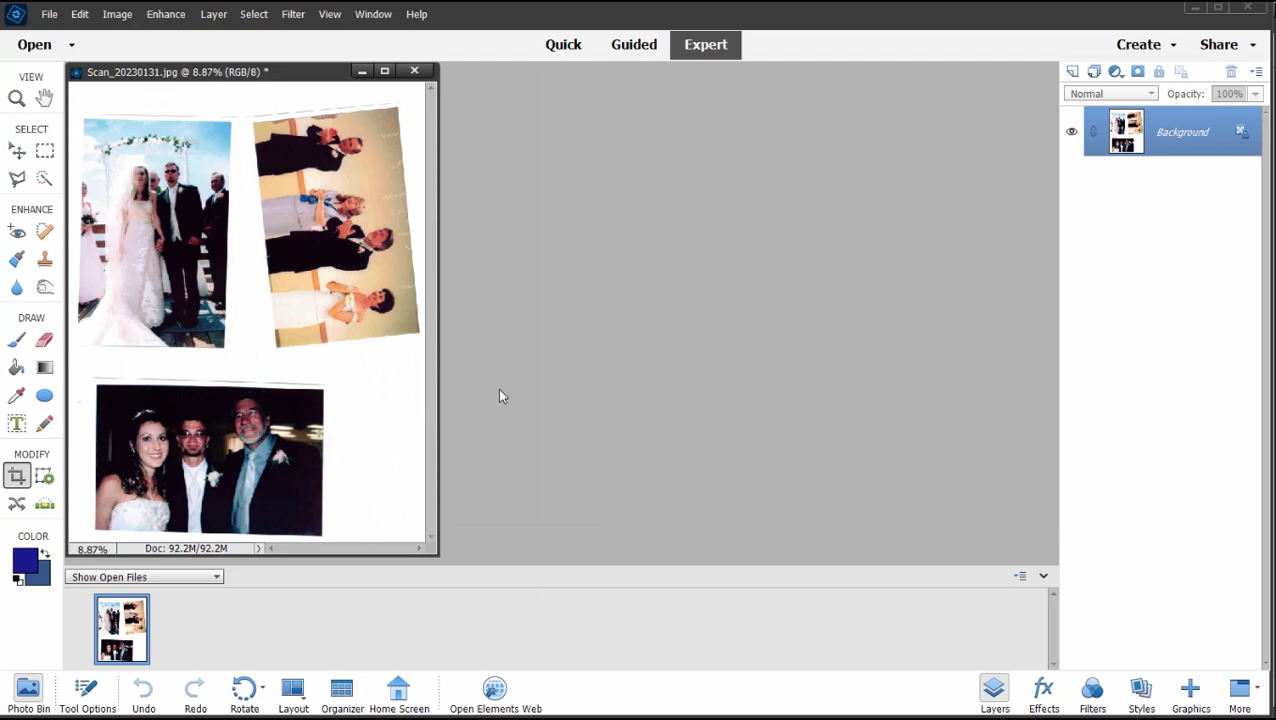 File Edit Image Enhance Layer Select Filter View Window Help
Open Quick Guided Expert Create Share
VIEW
SELECT
ENHANCE
DRAW
MODIFY
COLOR
Scan_20230131.jpg @ 8.87% (RGB/8) *
8.87% Doc: 92.2M/92.2M
Normal Opacity: 100%
Background
Show Open Files
Photo Bin Tool Options Undo Redo Rotate Layout Organizer Home Screen Open Elements Web Layers Effects Filters Styles Graphics More